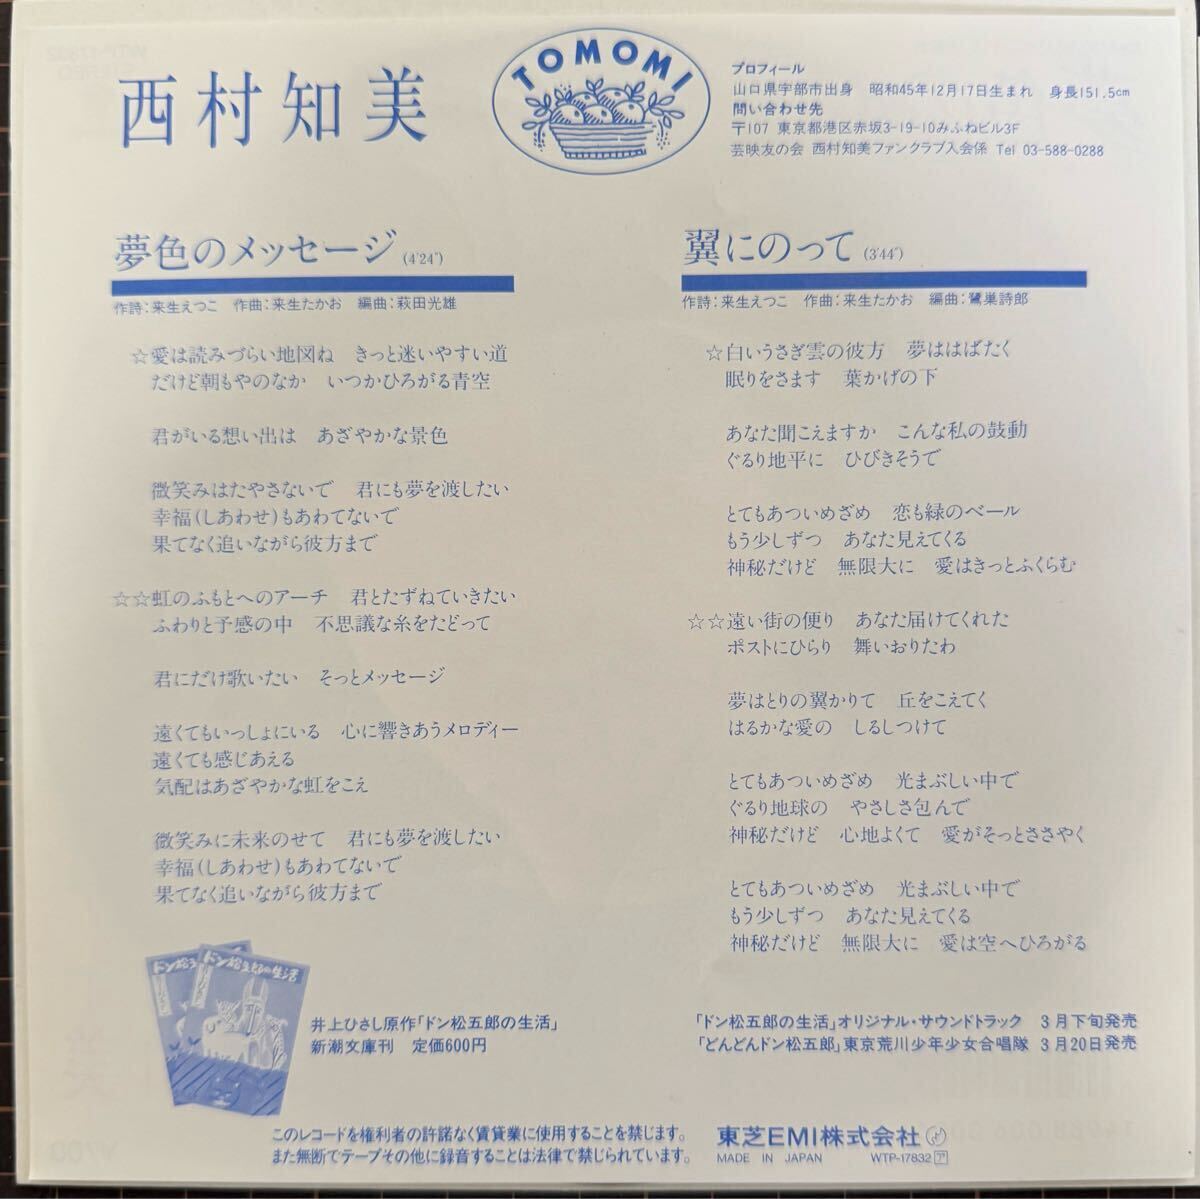 西村知美
TOMOMI
プロフィール
山口県宇部市出身　昭和45年12月17日生まれ　身長151.5cm
問い合わせ先
〒107 東京都港区赤坂3-19-10みふねビル3F
芸映友の会 西村知美ファンクラブ入会係 Tel 03-588-0288
夢色のメッセージ(4'24")
作詩:来生えつこ　作曲:来生たかお　編曲:萩田光雄
☆愛は読みづらい地図ね　きっと迷いやすい道
だけど朝もやのなか　いつかひろがる青空
君がいる想い出は　あざやかな景色
微笑みはたやさないで　君にも夢を渡したい
幸福(しあわせ)もあわてないで
果てなく追いながら彼方まで
☆☆虹のふもとへのアーチ　君とたずねていきたい
ふわりと予感の中　不思議な糸をたどって
君にだけ歌いたい　そっとメッセージ
遠くてもいっしょにいる　心に響きあうメロディー
遠くても感じあえる
気配はあざやかな虹をこえ
微笑みに未来のせて　君にも夢を渡したい
幸福(しあわせ)もあわてないで
果てなく追いながら彼方まで
翼にのって(3'44")
作詩:来生えつこ　作曲:来生たかお　編曲:鷺巣詩郎
☆白いうさぎ雲の彼方　夢ははばたく
眠りをさます　葉かげの下
あなた聞こえますか　こんな私の鼓動
ぐるり地平に　ひびきそうで
とてもあついめざめ　恋も緑のベール
もう少しずつ　あなた見えてくる
神秘だけど　無限大に　愛はきっとふくらむ
☆☆遠い街の便り　あなた届けてくれた
ポストにひらり　舞いおりたわ
夢はとりの翼かりて　丘をこえてく
はるかな愛の　しるしつけて
とてもあついめざめ　光まぶしい中で
ぐるり地球の　やさしさ包んで
神秘だけど　心地よくて　愛がそっとささやく
とてもあついめざめ　光まぶしい中で
もう少しずつ　あなた見えてくる
神秘だけど　無限大に　愛は空へひろがる
ドン松五郎の生活
井上ひさし原作「ドン松五郎の生活」
新潮文庫刊　定価600円
「ドン松五郎の生活」オリジナル・サウンドトラック　3月下旬発売
「どんどんドン松五郎」東京荒川少年少女合唱隊　3月20日発売
このレコードを権利者の許諾なく賃貸業に使用することを禁じます。
また無断でテープその他に録音することは法律で禁じられています。
東芝EMI株式会社
MADE IN JAPAN　WTP-17832 ア